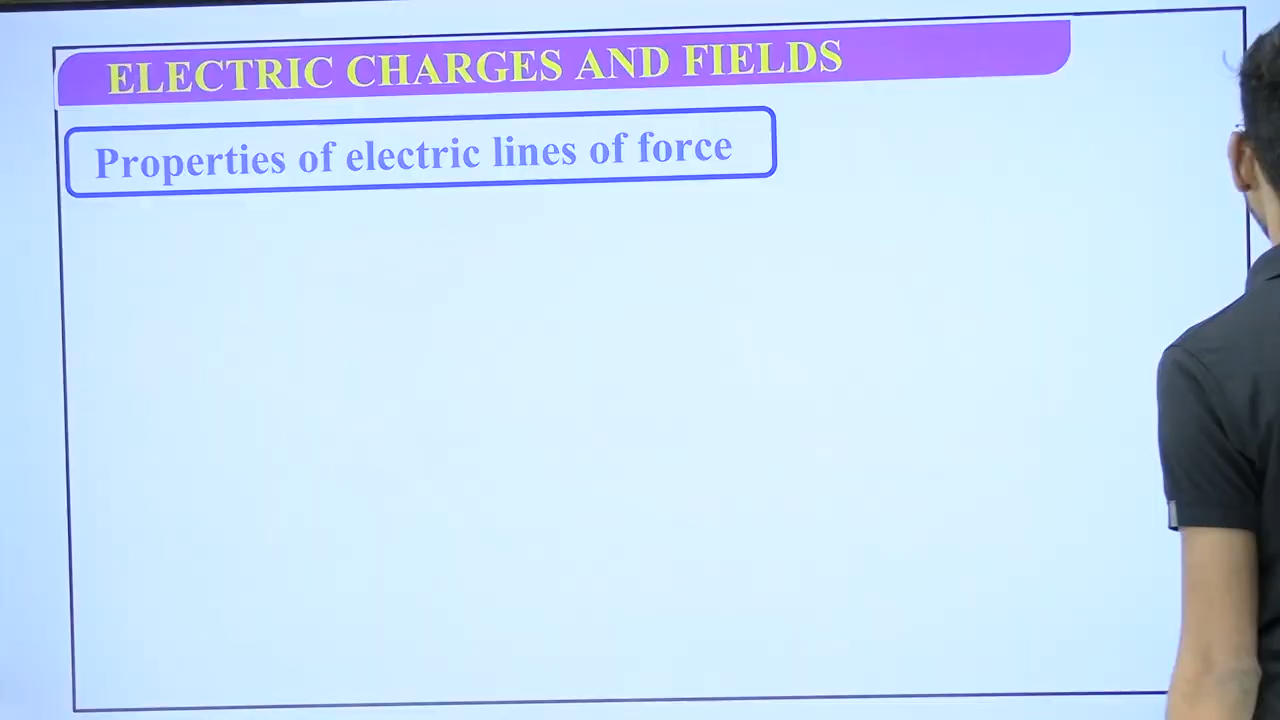 ELECTRIC CHARGES AND FIELDS
Properties of electric lines of force